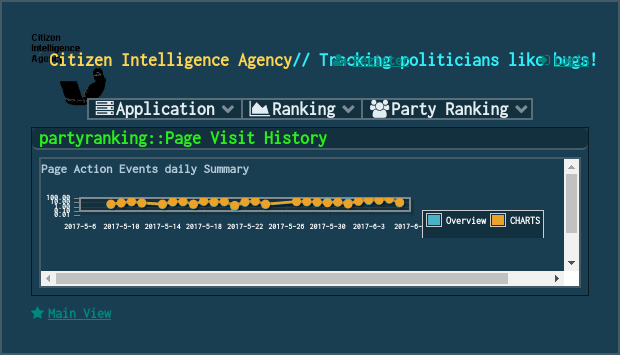 Citizen
Intelligence
Agency
Citizen Intelligence Agency// Tracking politicians like bugs!
Register
Login
Application
Ranking
Party Ranking
partyranking::Page Visit History
Page Action Events daily Summary
100.00
10.00
1.00
0.01
2017-5-6 2017-5-10 2017-5-14 2017-5-18 2017-5-22 2017-5-26 2017-5-30 2017-6-3 2017-6-
Overview CHARTS
Main View